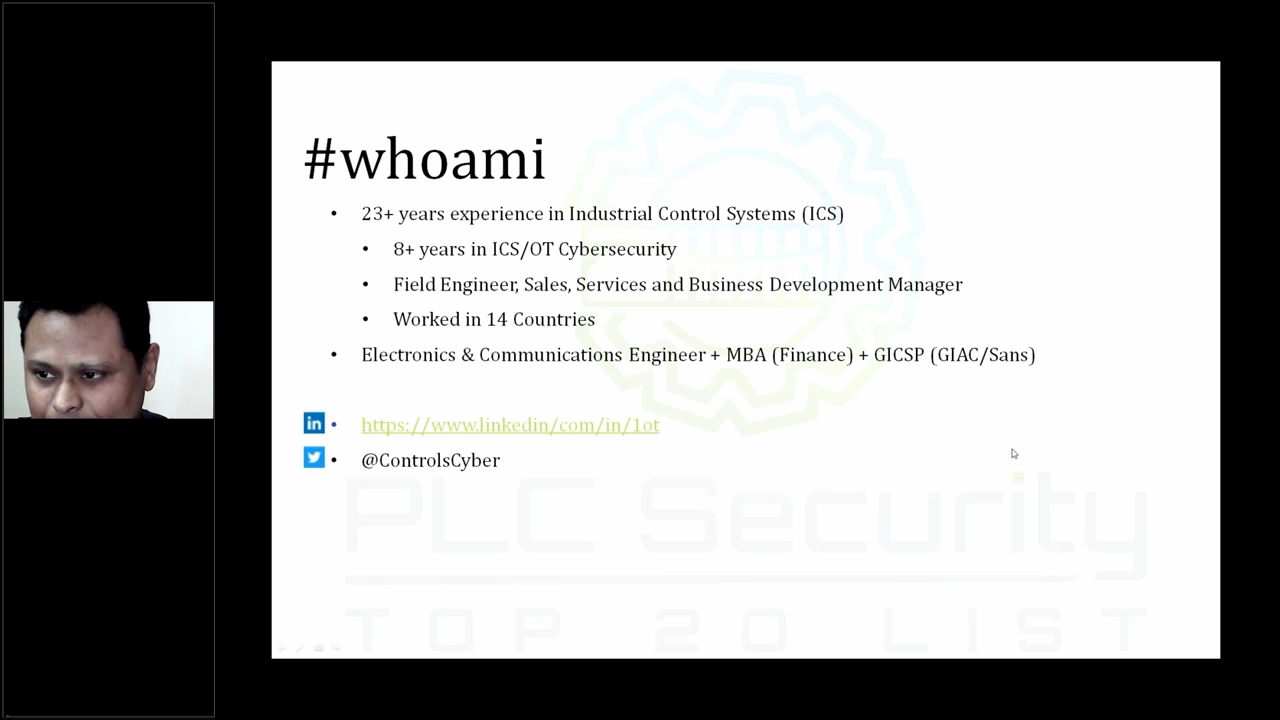 #whoami
• 23+ years experience in Industrial Control Systems (ICS)
• 8+ years in ICS/OT Cybersecurity
• Field Engineer, Sales, Services and Business Development Manager
• Worked in 14 Countries
• Electronics & Communications Engineer + MBA (Finance) + GICSP (GIAC/Sans)
in • https://www.linkedin/com/in/1ot
• @ControlsCyber
PLC Security
TOP 20 LIST